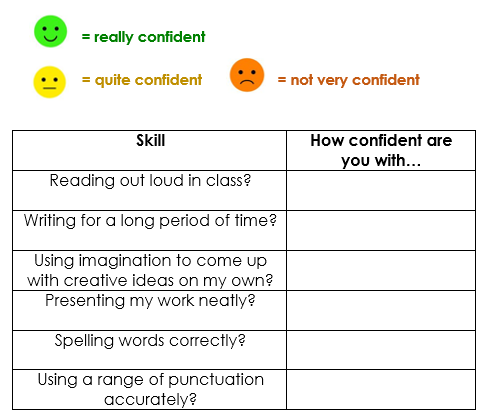 = really confident
= quite confident
= not very confident
Skill
How confident are
you with…
Reading out loud in class?
Writing for a long period of time?
Using imagination to come up
with creative ideas on my own?
Presenting my work neatly?
Spelling words correctly?
Using a range of punctuation
accurately?